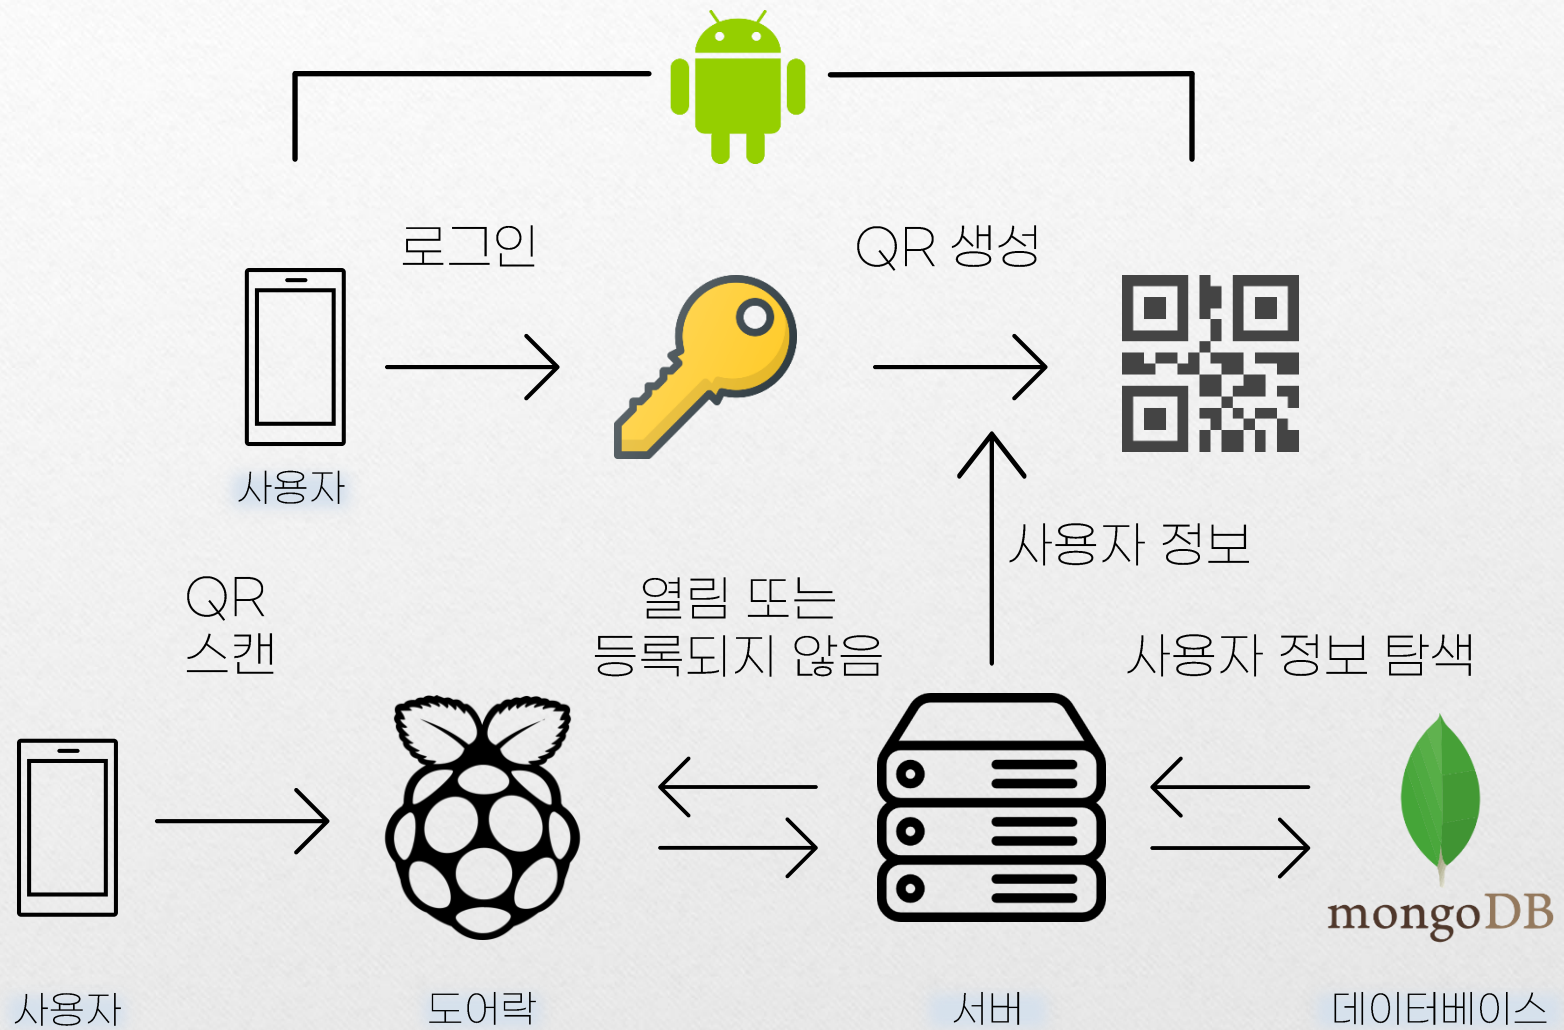 로그인
QR 생성
사용자
사용자 정보
QR
스캔
열림 또는
등록되지 않음
사용자 정보 탐색
mongoDB
사용자
도어락
서버
데이터베이스